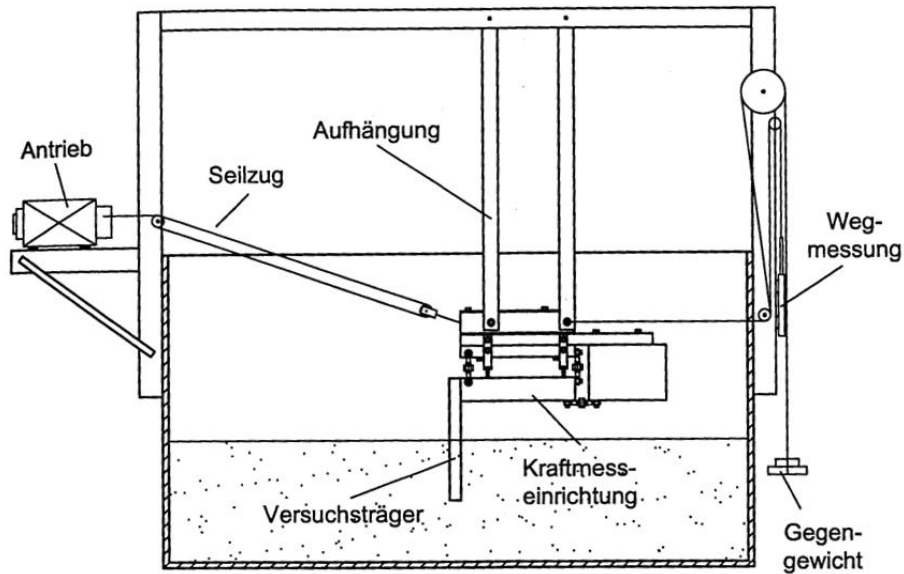 Aufhängung
Antrieb
Seilzug
Weg-
messung
Kraftmess-
einrichtung
Versuchsträger
Gegen-
gewicht